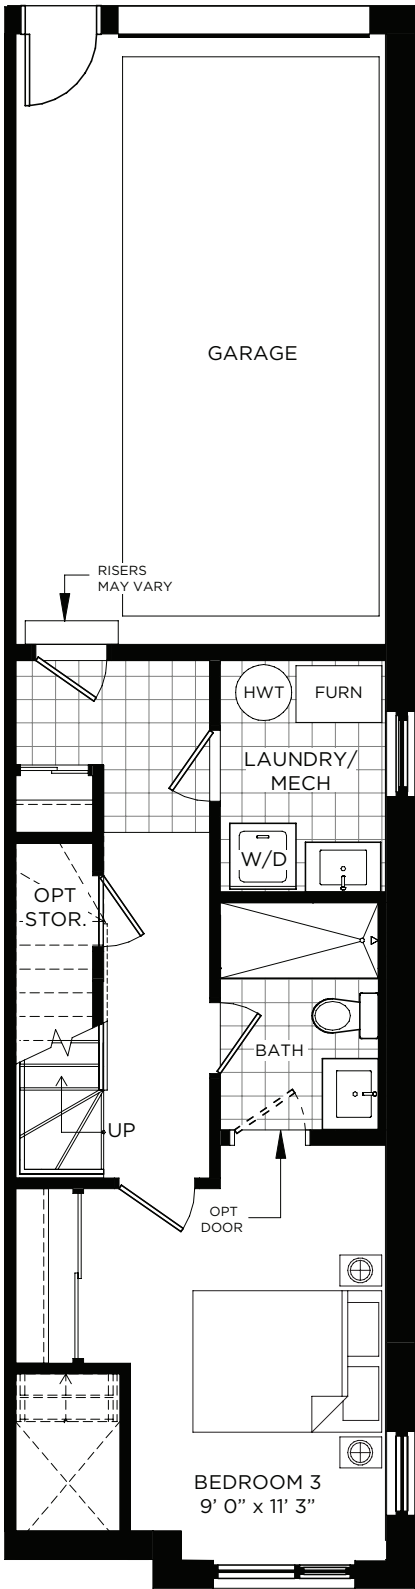 GARAGE
RISERS
MAY VARY
HWT
FURN
LAUNDRY/
MECH
W/D
OPT
STOR.
BATH
UP
OPT
DOOR
BEDROOM 3
9' 0” x 11' 3”